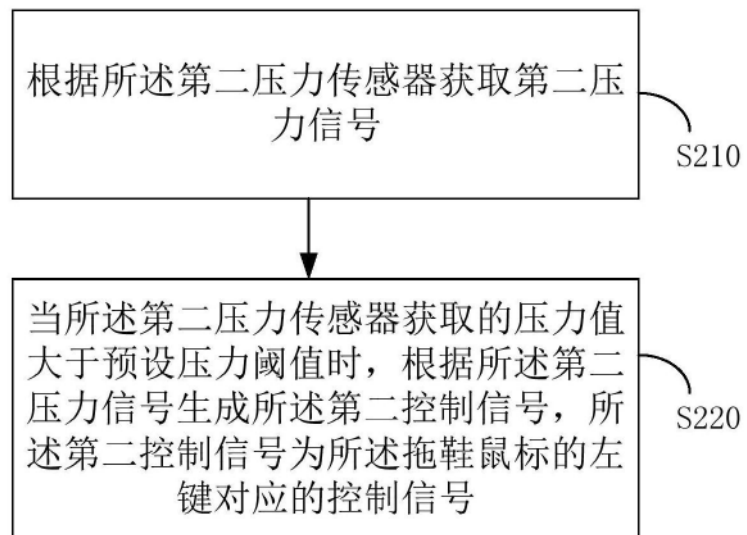 根据所述第二压力传感器获取第二压
力信号
S210
当所述第二压力传感器获取的压力值
大于预设压力阈值时，根据所述第二
压力信号生成所述第二控制信号，所
述第二控制信号为所述拖鞋鼠标的左
键对应的控制信号
S220